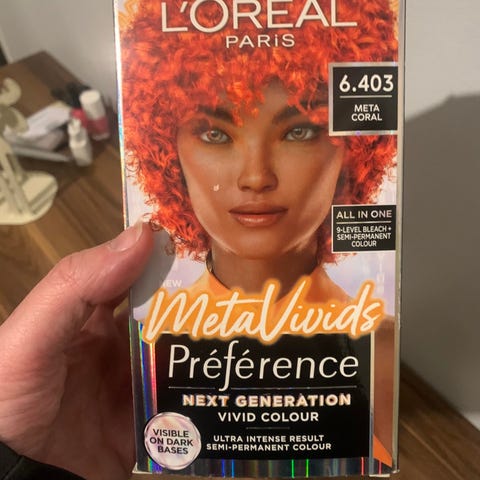 L'ORÉAL
PARiS
6.403
META
CORAL
ALL IN ONE
9-LEVEL BLEACH +
SEMI-PERMANENT
COLOUR
NEW
MetaVivids
Préférence
NEXT GENERATION
VIVID COLOUR
VISIBLE
ON DARK
BASES
ULTRA INTENSE RESULT
SEMI-PERMANENT COLOUR